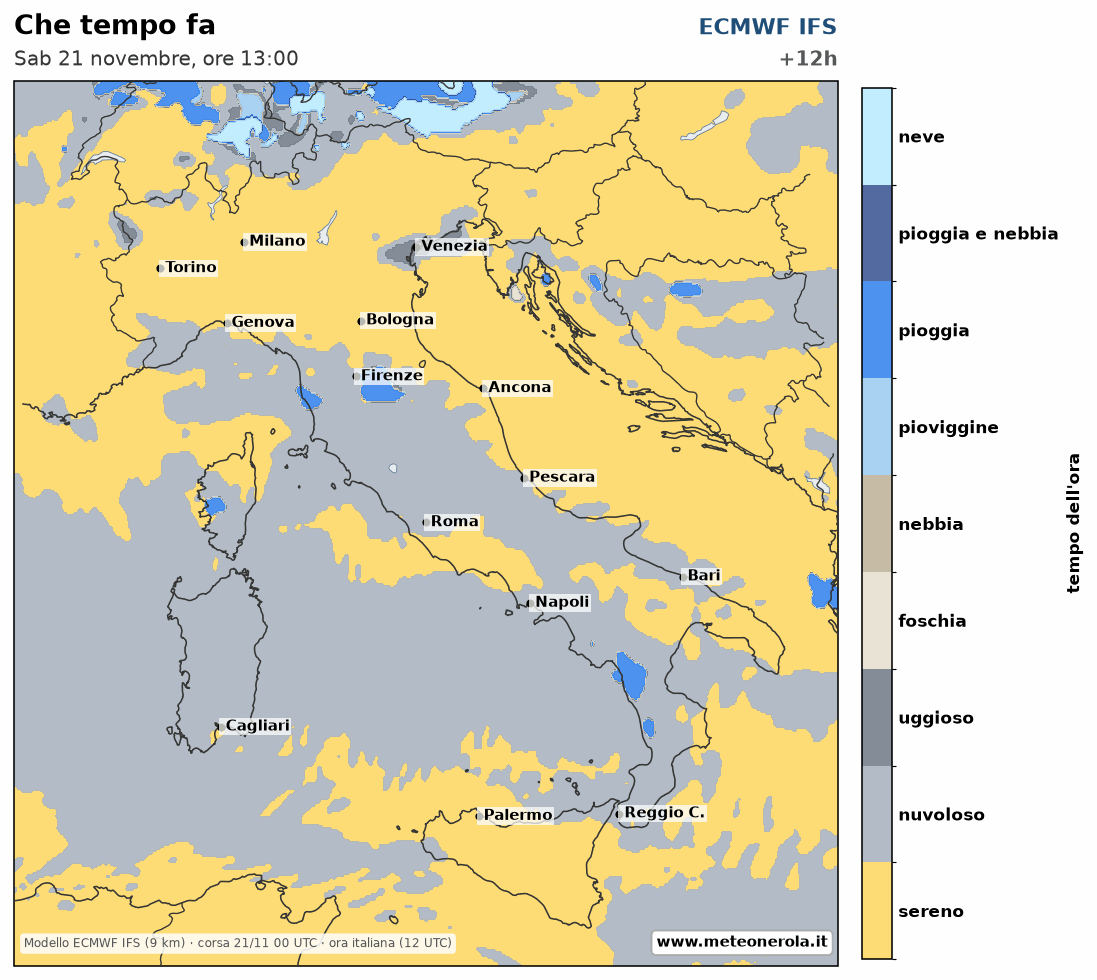 Che tempo fa
ECMWF IFS
Sab 21 novembre, ore 13:00
+12h
neve
pioggia e nebbia
pioggia
pioviggine
nebbia
foschia
uggioso
nuvoloso
sereno
tempo dell'ora
Milano
Venezia
Torino
Genova
Bologna
Firenze
Ancona
Pescara
Roma
Bari
Napoli
Cagliari
Palermo
Reggio C.
Modello ECMWF IFS (9 km) · corsa 21/11 00 UTC · ora italiana (12 UTC)
www.meteonerola.it